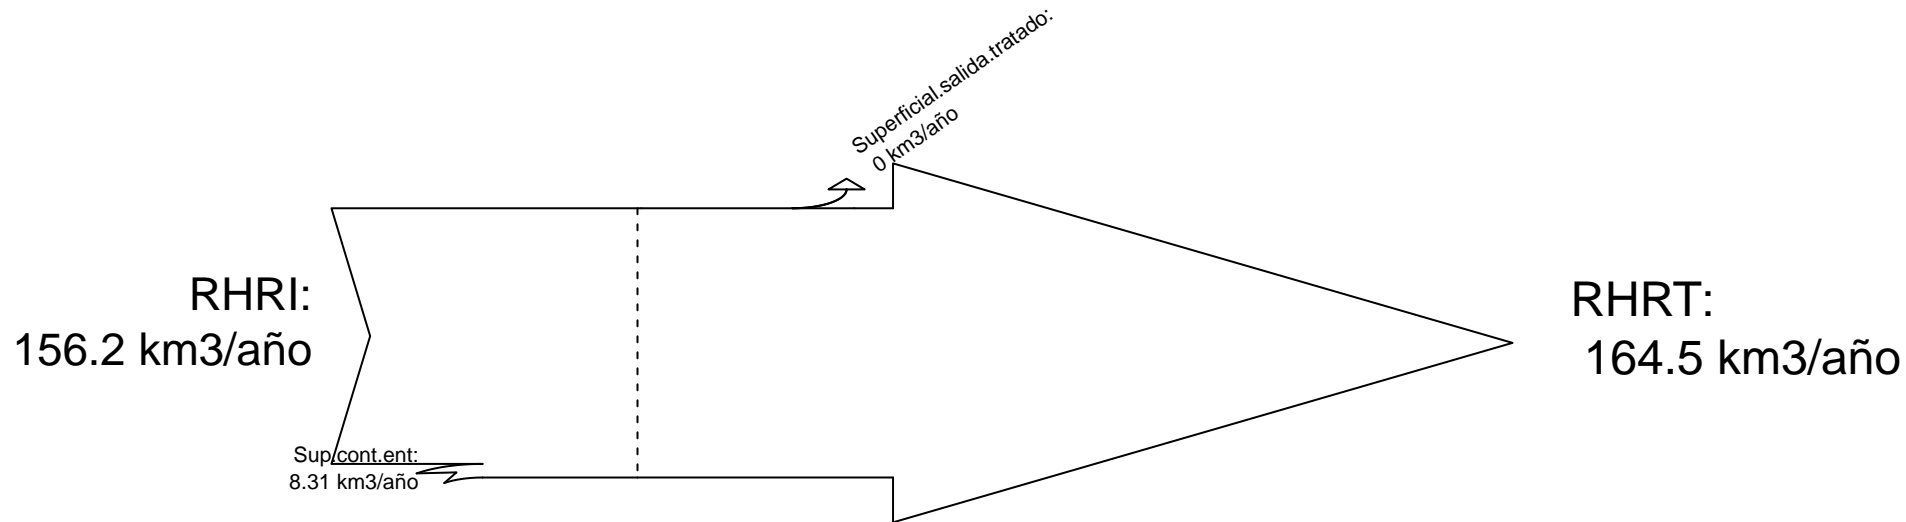 Superficial.salida.tratado:
0 km3/año
RHRI:
156.2 km3/año
RHRT:
164.5 km3/año
Sup.cont.ent:
8.31 km3/año